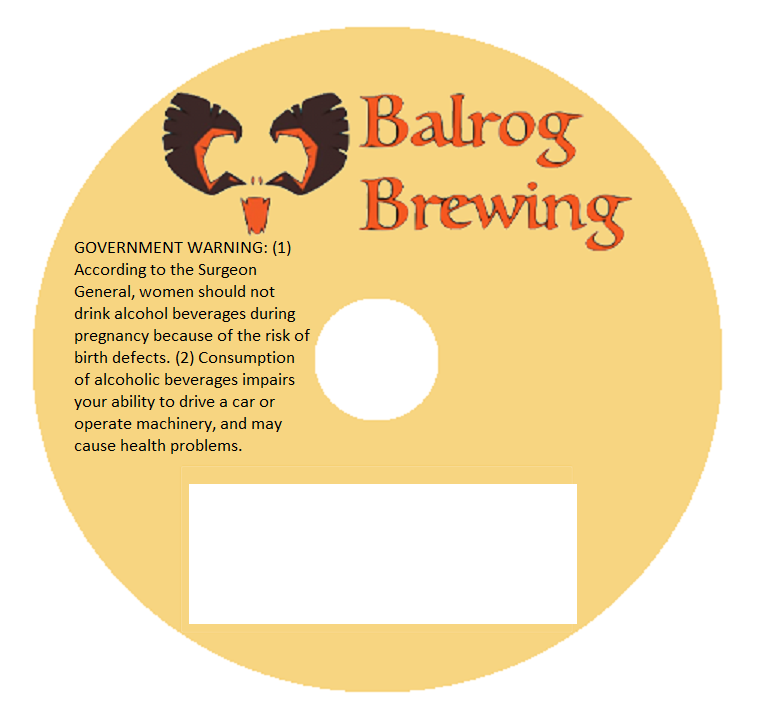 Balrog
Brewing
GOVERNMENT WARNING: (1)
According to the Surgeon
General, women should not
drink alcohol beverages during
pregnancy because of the risk of
birth defects. (2) Consumption
of alcoholic beverages impairs
your ability to drive a car or
operate machinery, and may
cause health problems.